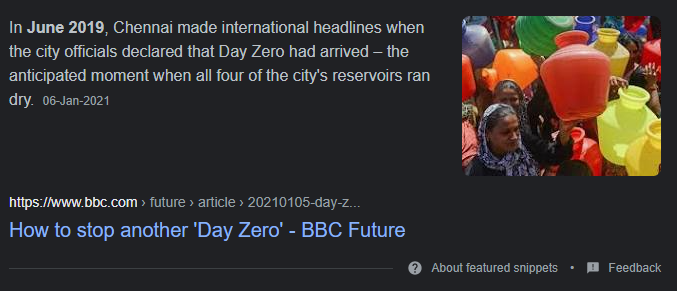 In June 2019, Chennai made international headlines when
the city officials declared that Day Zero had arrived – the
anticipated moment when all four of the city's reservoirs ran
dry. 06-Jan-2021
https://www.bbc.com › future › article › 20210105-day-z...
How to stop another 'Day Zero' - BBC Future
About featured snippets • Feedback